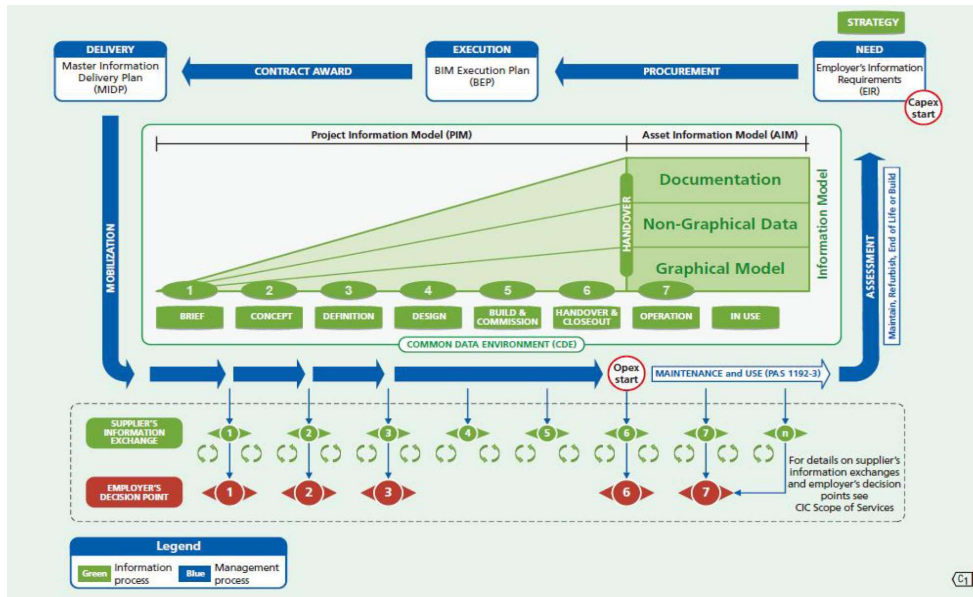 STRATEGY
DELIVERY
Master Information
Delivery Plan
(MIDP)
CONTRACT AWARD
EXECUTION
BIM Execution Plan
(BEP)
PROCUREMENT
NEED
Employer's Information
Requirements
(EIR)
Capex
start
Project Information Model (PIM)
Asset Information Model (AIM)
MOBILIZATION
HANDOVER
Documentation
Non-Graphical Data
Graphical Model
Information Model
ASSESSMENT
Maintain, Refurbish, End of Life or Build
1 2 3 4 5 6 7
BRIEF
CONCEPT
DEFINITION
DESIGN
BUILD &
COMMISSION
HANDOVER &
CLOSEOUT
OPERATION
IN USE
COMMON DATA ENVIRONMENT (CDE)
Opex
start
MAINTENANCE and USE (PAS 1192-3)
SUPPLIER'S
INFORMATION
EXCHANGE
1 2 3 4 5 6 7 n
EMPLOYER'S
DECISION POINT
1 2 3 6 7
For details on supplier's
information exchanges
and employer's decision
points see
CIC Scope of Services
Legend
Green
Information
process
Blue
Management
process
C1